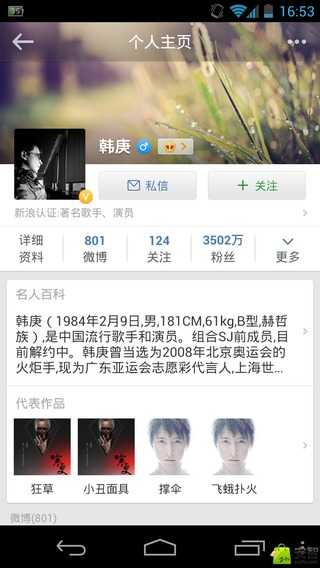 16:53
个人主页
韩庚
私信
+ 关注
新浪认证:著名歌手、演员
详细资料
801 微博
124 关注
3502万 粉丝
更多
名人百科
韩庚（1984年2月9日,男,181CM,61kg,B型,赫哲
族）,是中国流行歌手和演员。组合SJ前成员,目
前解约中。韩庚曾当选为2008年北京奥运会的
火炬手,现为广东亚运会志愿彩代言人,上海世...
代表作品
狂草
小丑面具
撑伞
飞蛾扑火
微博(801)